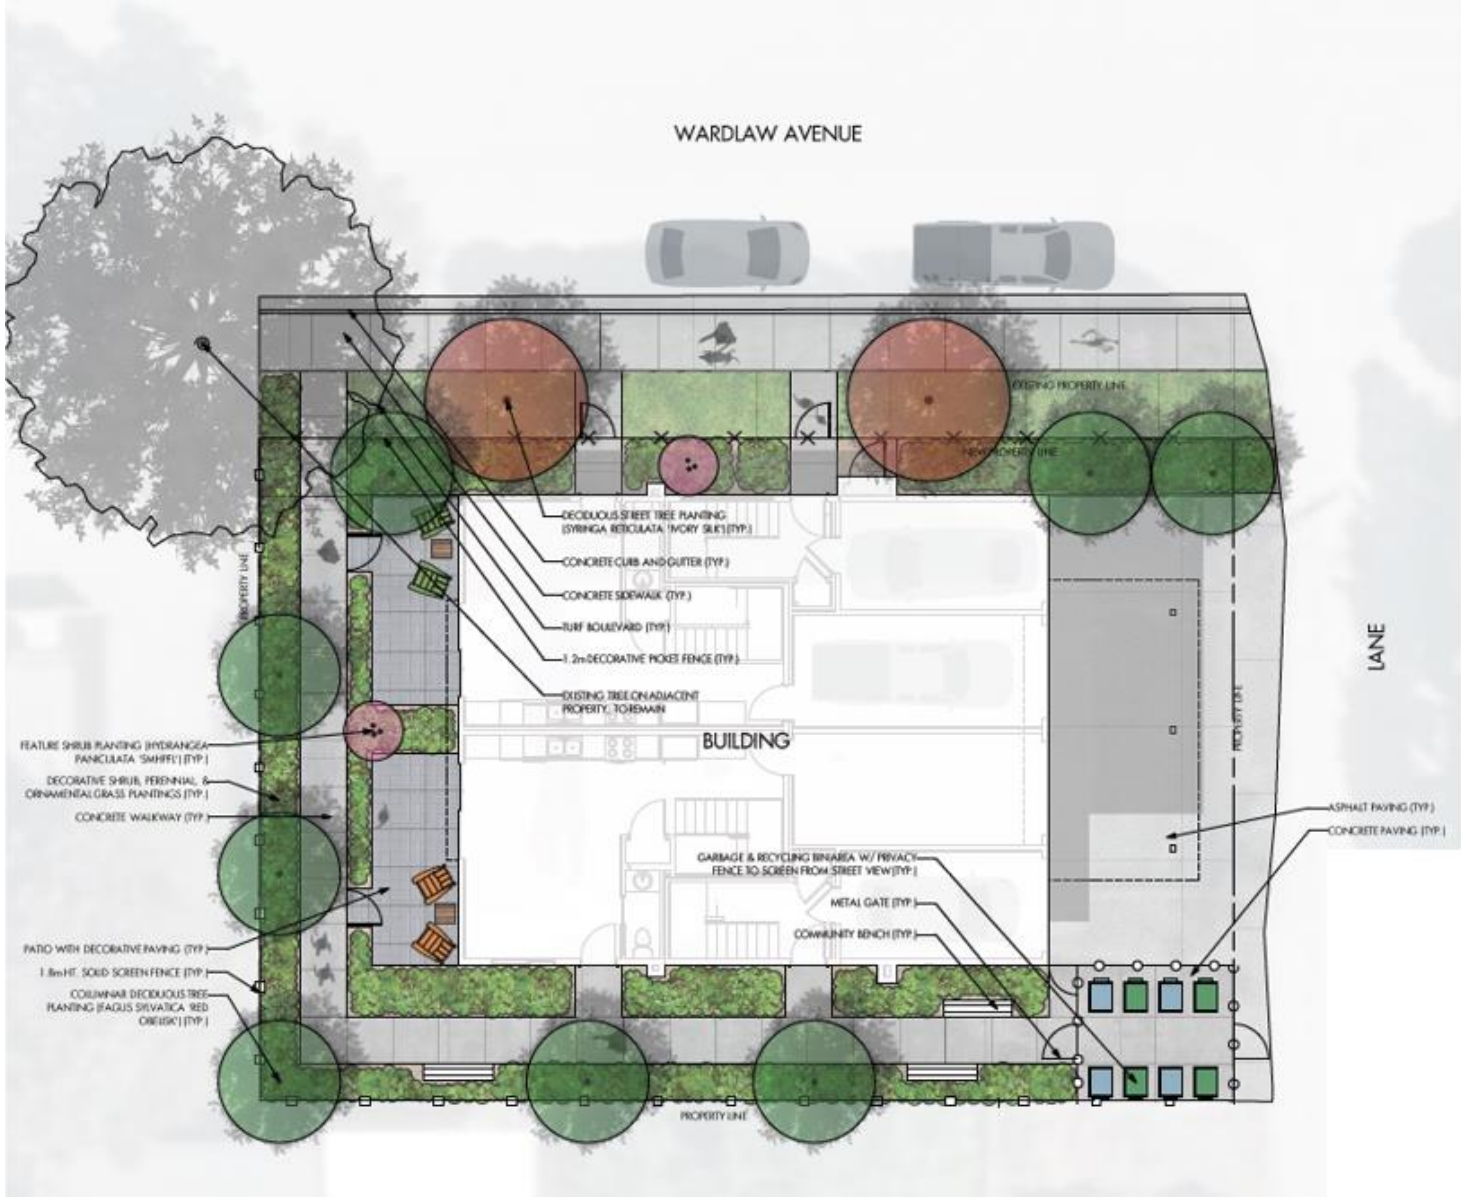 WARDLAW AVENUE
EXISTING PROPERTY LINE
NEW PROPERTY LINE
DECIDUOUS STREET TREE PLANTING
(SYRINGA RETICULATA 'IVORY SILK') (TYP.)
CONCRETE CURB AND GUTTER (TYP.)
CONCRETE SIDEWALK (TYP.)
TURF BOULEVARD (TYP.)
1.2m DECORATIVE PICKET FENCE (TYP.)
EXISTING TREE ON ADJACENT
PROPERTY, TO REMAIN
PROPERTY LINE
LANE
PROPERTY LINE
BUILDING
FEATURE SHRUB PLANTING (HYDRANGEA
PANICULATA 'SMHPFL') (TYP.)
DECORATIVE SHRUB, PERENNIAL, &
ORNAMENTAL GRASS PLANTINGS (TYP.)
CONCRETE WALKWAY (TYP.)
ASPHALT PAVING (TYP.)
CONCRETE PAVING (TYP.)
GARBAGE & RECYCLING BIN AREA W/ PRIVACY
FENCE TO SCREEN FROM STREET VIEW (TYP.)
METAL GATE (TYP.)
COMMUNITY BENCH (TYP.)
PATIO WITH DECORATIVE PAVING (TYP.)
1.8m HT. SOLID SCREEN FENCE (TYP.)
COLUMNAR DECIDUOUS TREE
PLANTING (FAGUS SYLVATICA 'RED
OBELISK') (TYP.)
PROPERTY LINE